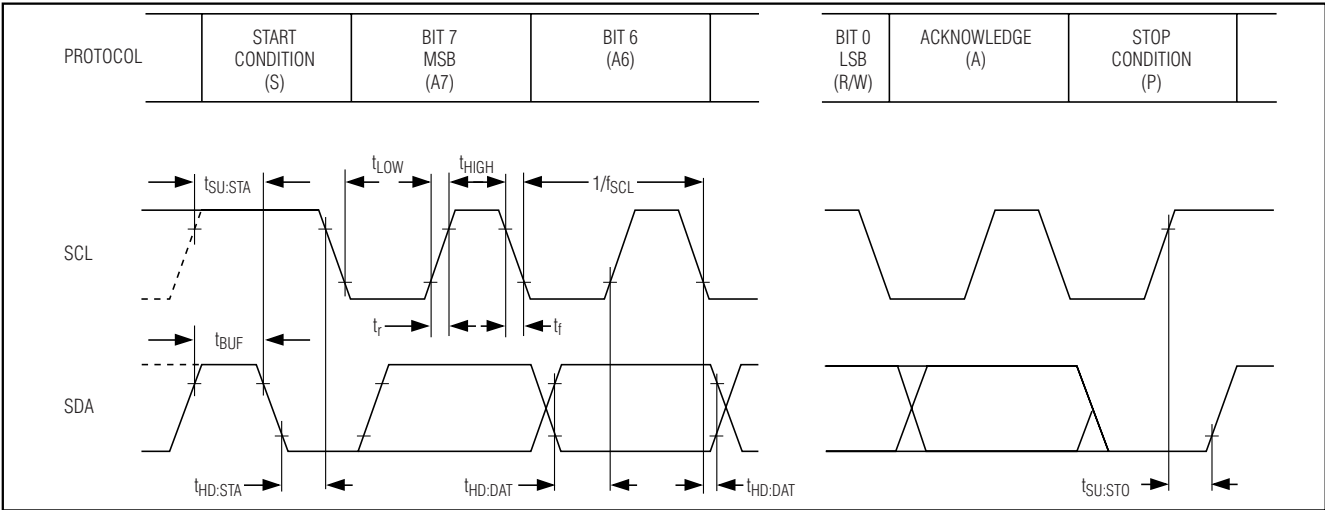 PROTOCOL
START
CONDITION
(S)
BIT 7
MSB
(A7)
BIT 6
(A6)
BIT 0
LSB
(R/W)
ACKNOWLEDGE
(A)
STOP
CONDITION
(P)
tSU:STA
tLOW
tHIGH
1/fSCL
SCL
tr
tf
tBUF
SDA
tHD:STA
tHD:DAT
tHD:DAT
tSU:STO